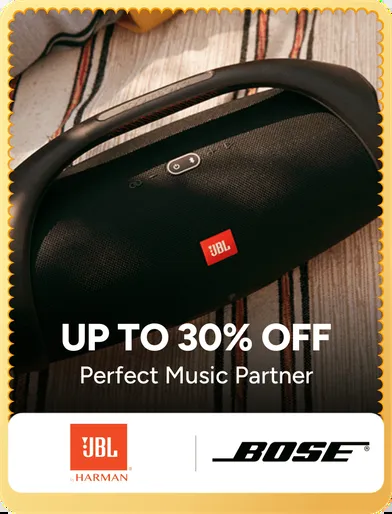 JBL
UP TO 30% OFF
Perfect Music Partner
JBL
by HARMAN
BOSE®